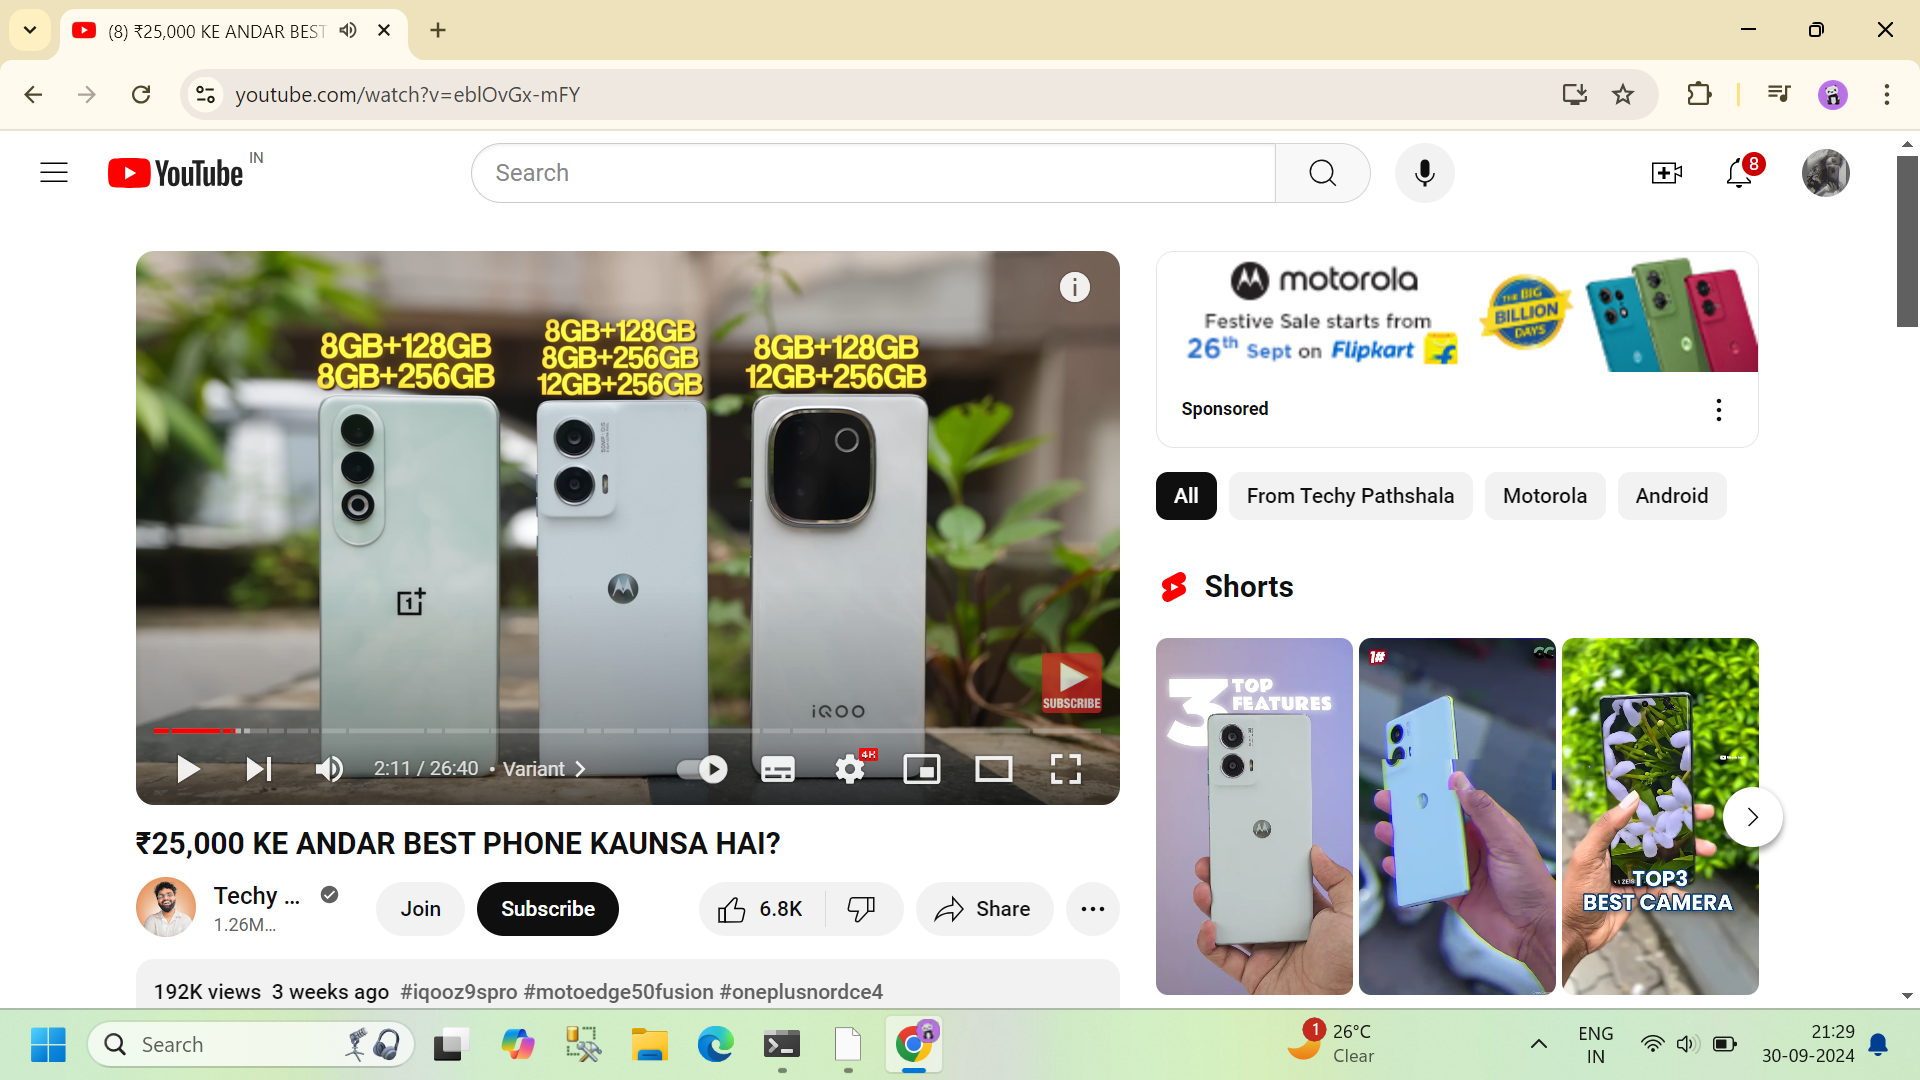 (8) ₹25,000 KE ANDAR BEST
youtube.com/watch?v=eblOvGx-mFY
YouTube IN
Search
8
8GB+128GB
8GB+256GB
8GB+128GB
8GB+256GB
12GB+256GB
8GB+128GB
12GB+256GB
iQOO
SUBSCRIBE
2:11 / 26:40 • Variant
4K
₹25,000 KE ANDAR BEST PHONE KAUNSA HAI?
Techy ...
1.26M...
Join
Subscribe
6.8K
Share
192K views 3 weeks ago #iqooz9spro #motoedge50fusion #oneplusnordce4
motorola
Festive Sale starts from
26th Sept on Flipkart
THE BIG
BILLION
DAYS
Sponsored
All
From Techy Pathshala
Motorola
Android
Shorts
3 TOP
FEATURES
1#
TOP3
BEST CAMERA
Search
1
26°C
Clear
ENG
IN
21:29
30-09-2024